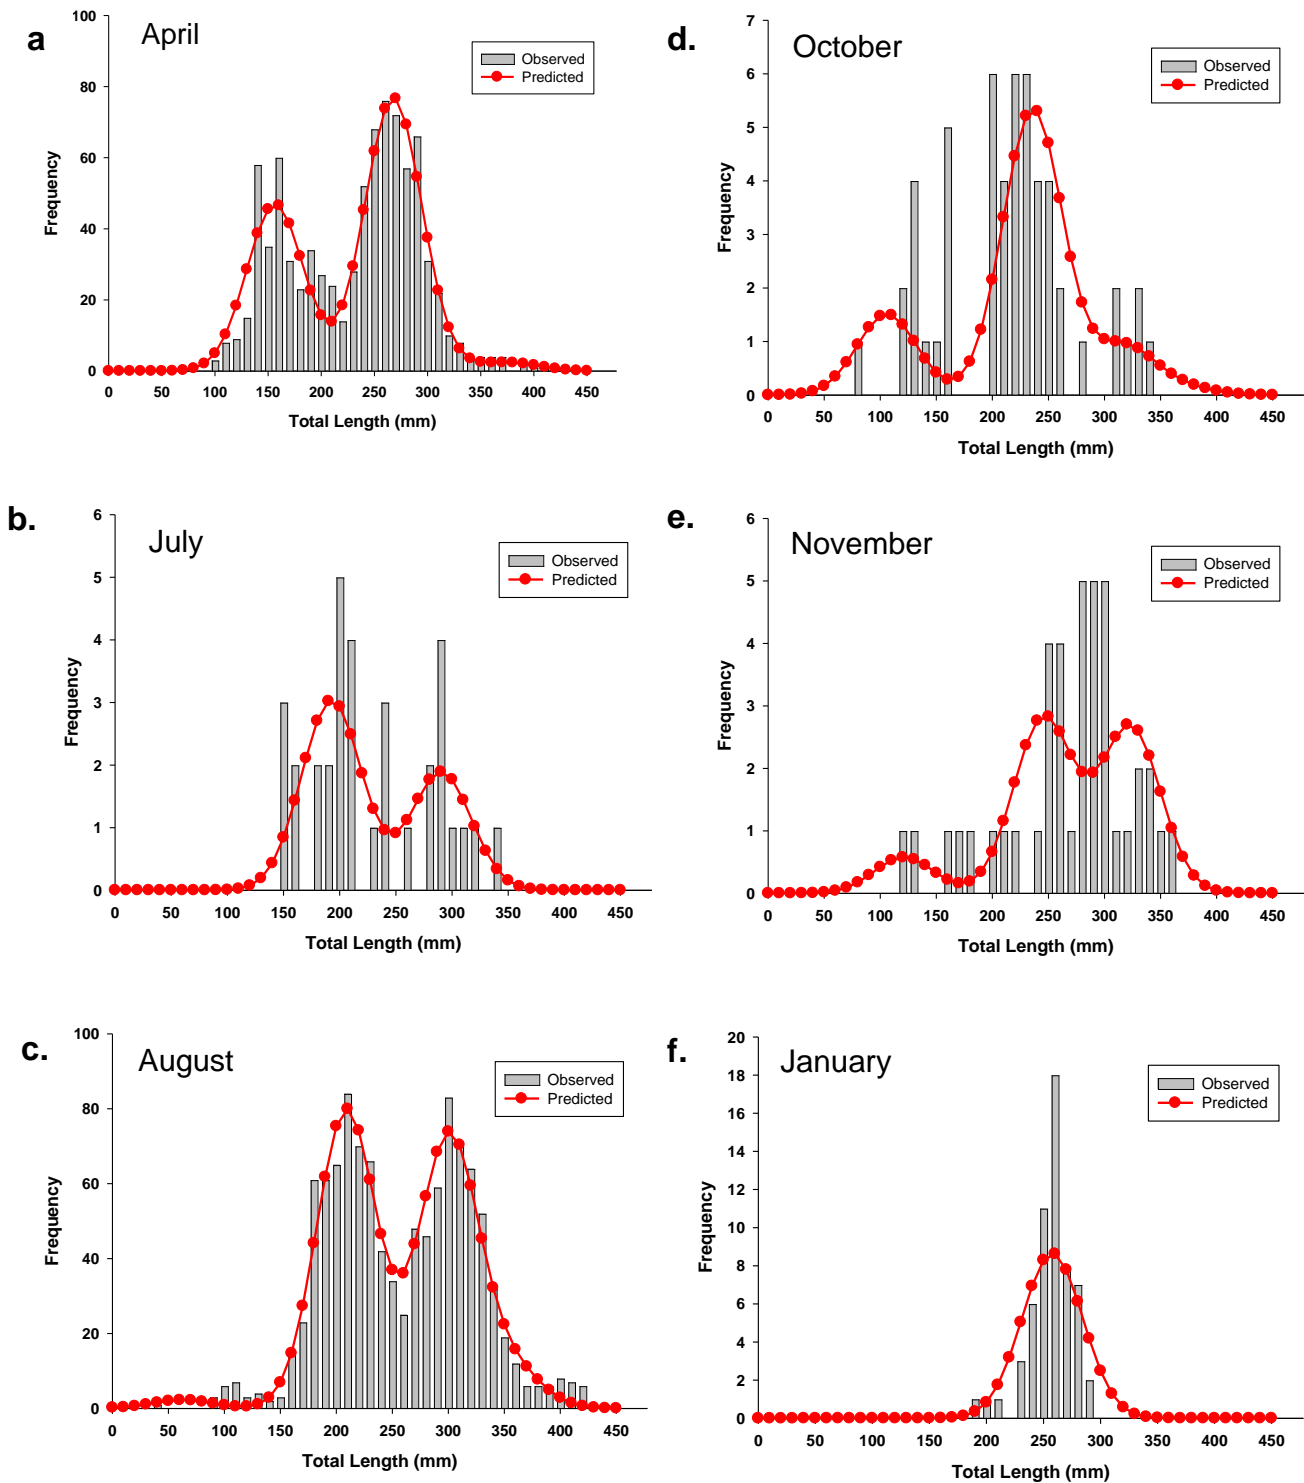 a
April
Observed
Predicted
100
80
60
40
20
0
Frequency
0 50 100 150 200 250 300 350 400 450
Total Length (mm)
b.
July
Observed
Predicted
6
5
4
3
2
1
0
Frequency
0 50 100 150 200 250 300 350 400 450
Total Length (mm)
c.
August
Observed
Predicted
100
80
60
40
20
0
Frequency
0 50 100 150 200 250 300 350 400 450
Total Length (mm)
d.
October
Observed
Predicted
7
6
5
4
3
2
1
0
Frequency
0 50 100 150 200 250 300 350 400 450
Total Length (mm)
e.
November
Observed
Predicted
6
5
4
3
2
1
0
Frequency
0 50 100 150 200 250 300 350 400 450
Total Length (mm)
f.
January
Observed
Predicted
20
18
16
14
12
10
8
6
4
2
0
Frequency
0 50 100 150 200 250 300 350 400 450
Total Length (mm)